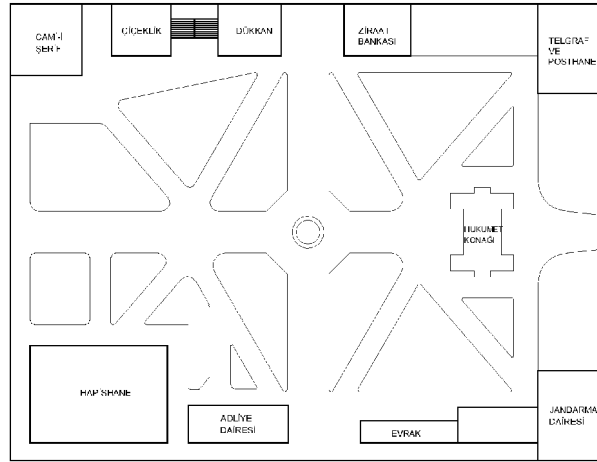 CAMİ-İ
ŞERİF
ÇİÇEKLİK
DÜKKAN
ZİRAAT
BANKASI
TELGRAF
VE
POSTHANE
HUKUMET
KONAĞI
HAPİSHANE
ADLİYE
DAİRESİ
EVRAK
JANDARMA
DAİRESİ